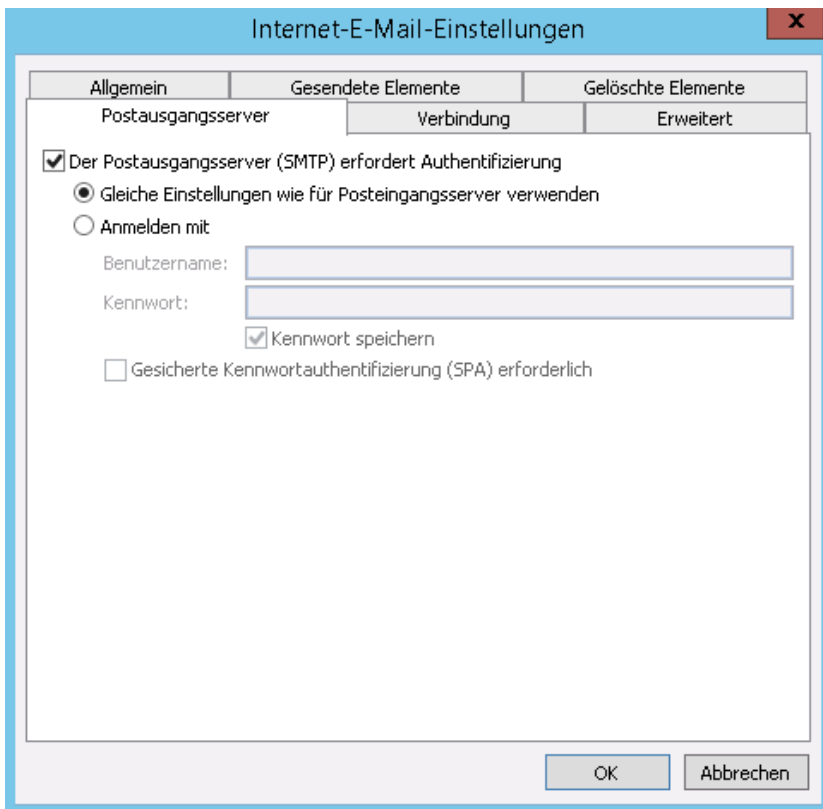 Internet-E-Mail-Einstellungen
x
Allgemein Gesendete Elemente Gelöschte Elemente
Postausgangsserver Verbindung Erweitert
Der Postausgangsserver (SMTP) erfordert Authentifizierung
Gleiche Einstellungen wie für Posteingangsserver verwenden
Anmelden mit
Benutzername:
Kennwort:
Kennwort speichern
Gesicherte Kennwortauthentifizierung (SPA) erforderlich
OK Abbrechen